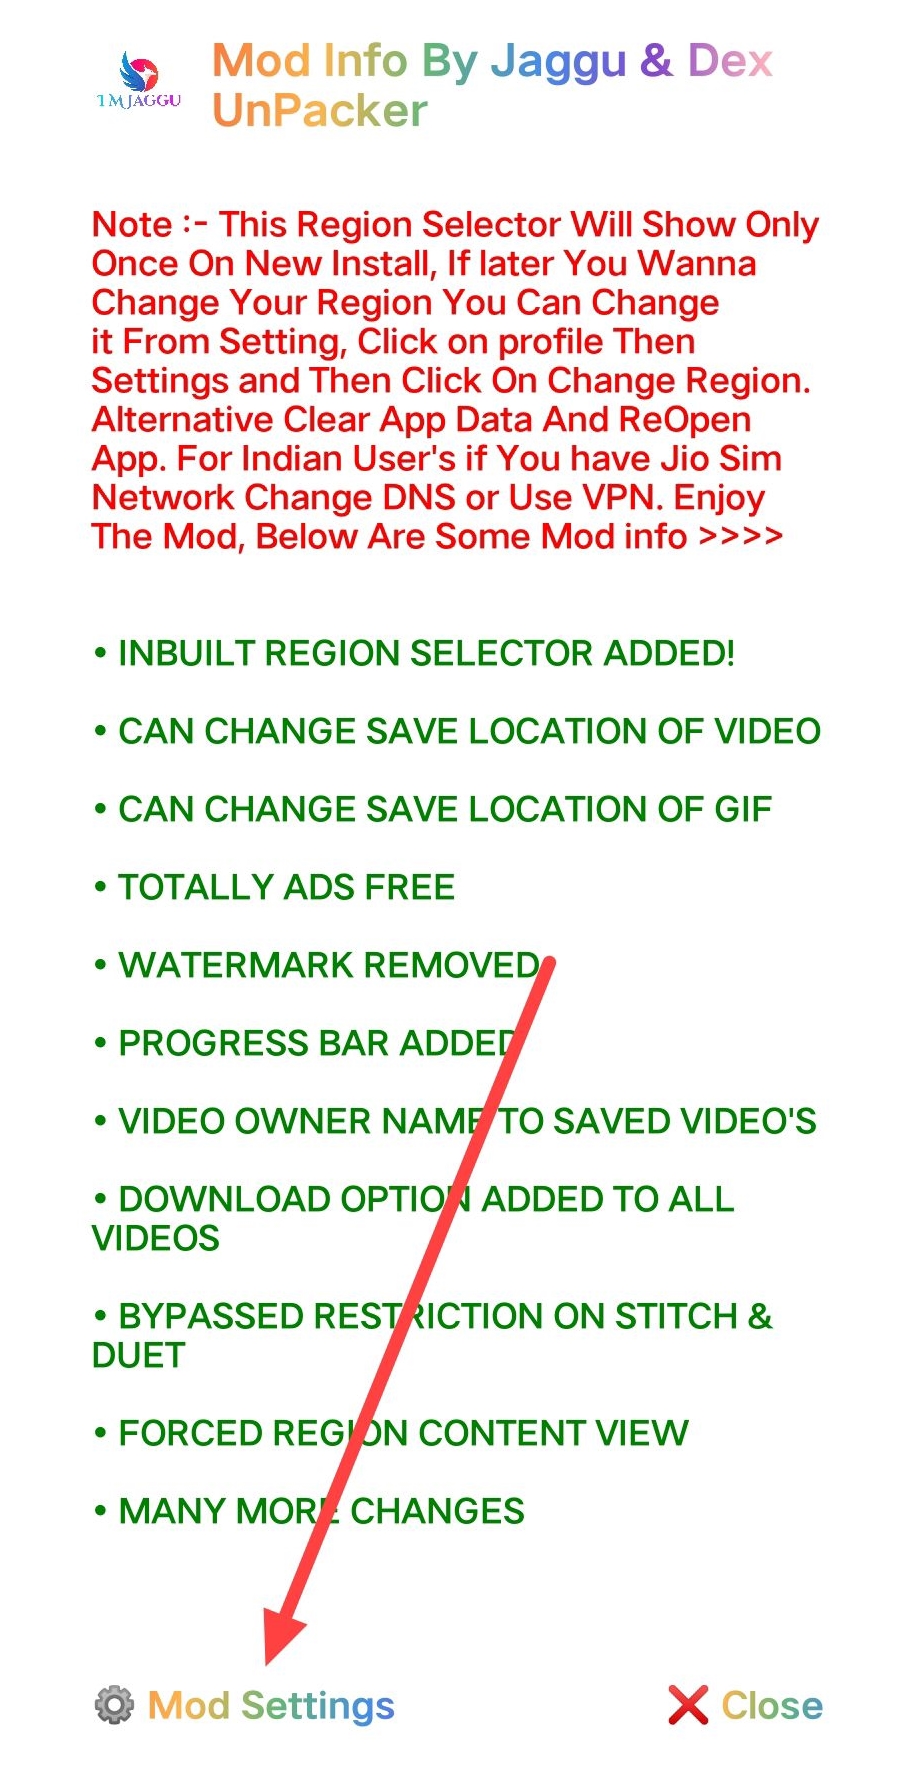 1MJAGGU
Mod Info By Jaggu & Dex
UnPacker
Note :- This Region Selector Will Show Only
Once On New Install, If later You Wanna
Change Your Region You Can Change
it From Setting, Click on profile Then
Settings and Then Click On Change Region.
Alternative Clear App Data And ReOpen
App. For Indian User's if You have Jio Sim
Network Change DNS or Use VPN. Enjoy
The Mod, Below Are Some Mod info >>>>
• INBUILT REGION SELECTOR ADDED!
• CAN CHANGE SAVE LOCATION OF VIDEO
• CAN CHANGE SAVE LOCATION OF GIF
• TOTALLY ADS FREE
• WATERMARK REMOVED
• PROGRESS BAR ADDED
• VIDEO OWNER NAME TO SAVED VIDEO'S
• DOWNLOAD OPTION ADDED TO ALL
VIDEOS
• BYPASSED RESTRICTION ON STITCH &
DUET
• FORCED REGION CONTENT VIEW
• MANY MORE CHANGES
Mod Settings
Close